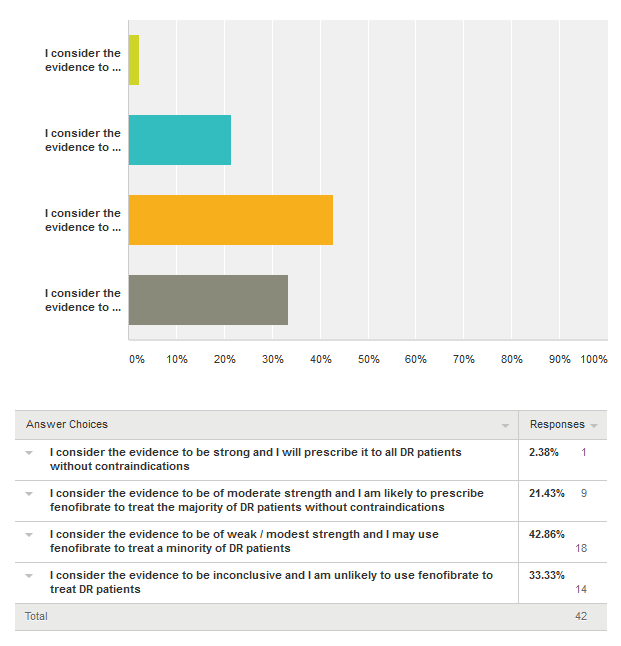 I consider the
evidence to ...
I consider the
evidence to ...
I consider the
evidence to ...
I consider the
evidence to ...
0% 10% 20% 30% 40% 50% 60% 70% 80% 90% 100%
Answer Choices Responses
I consider the evidence to be strong and I will prescribe it to all DR patients 2.38% 1
without contraindications
I consider the evidence to be of moderate strength and I am likely to prescribe 21.43% 9
fenofibrate to treat the majority of DR patients without contraindications
I consider the evidence to be of weak / modest strength and I may use 42.86%
fenofibrate to treat a minority of DR patients 18
I consider the evidence to be inconclusive and I am unlikely to use fenofibrate to 33.33%
treat DR patients 14
Total 42